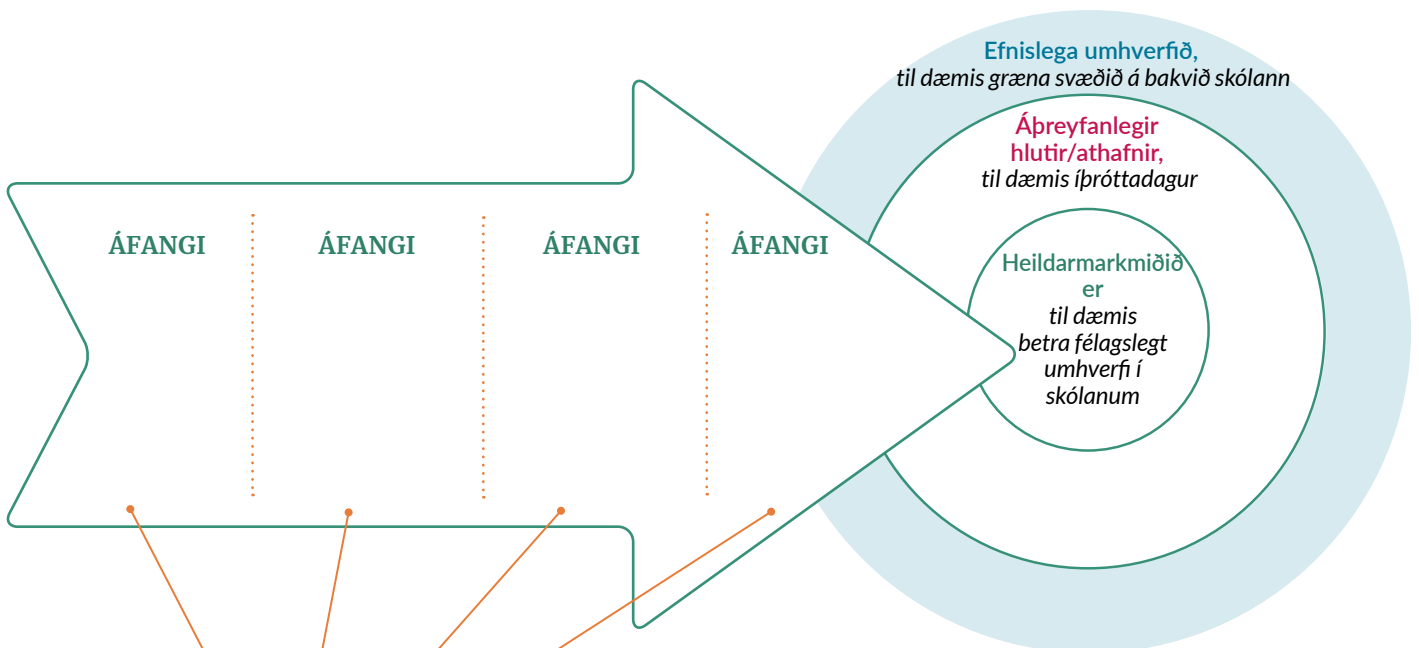 Efnislega umhverfið,
til dæmis græna svæðið á bakvið skólann
Áþreyfanlegir
hlutir/athafnir,
til dæmis íþróttadagur
ÁFANGI
ÁFANGI
ÁFANGI
ÁFANGI
Heildarmarkmiðið
er
til dæmis
betra félagslegt
umhverfi í
skólanum